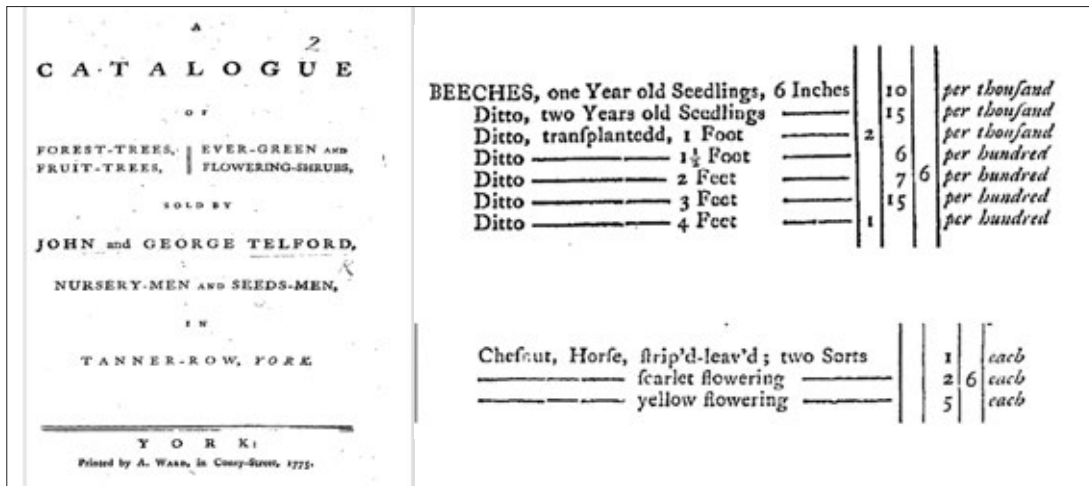 A
2
CATALOGUE
OF
FOREST-TREES, EVER-GREEN AND
FRUIT-TREES, FLOWERING-SHRUBS,
SOLD BY
JOHN and GEORGE TELFORD,
NURSERY-MEN AND SEEDS-MEN,
IN
TANNER-ROW, YORK.
YORK:
Printed by A. WARD, in Coney-Street, 1775.
BEECHES, one Year old Seedlings, 6 Inches 10 per thouſand
Ditto, two Years old Seedlings 15 per thouſand
Ditto, tranſplantedd, 1 Foot 2 per thouſand
Ditto 1½ Foot 6 per hundred
Ditto 2 Feet 7 6 per hundred
Ditto 3 Feet 15 per hundred
Ditto 4 Feet 1 per hundred
Cheſnut, Horſe, ſtrip'd-leav'd; two Sorts 1 each
ſcarlet flowering 2 6 each
yellow flowering 5 each